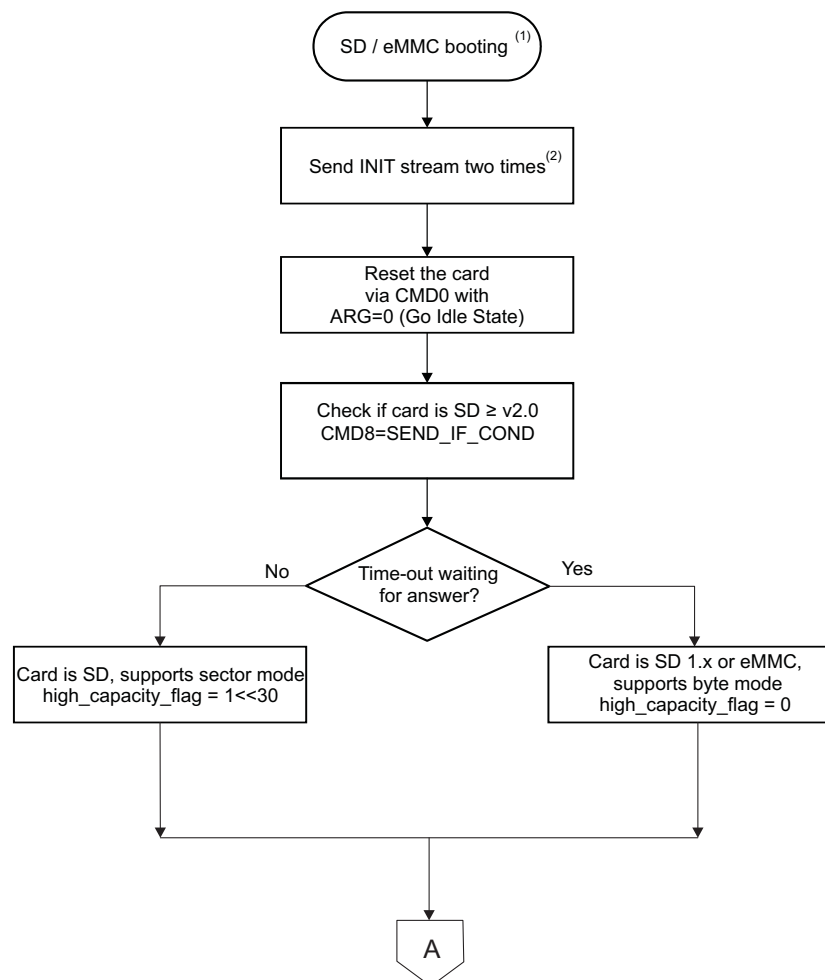 SD / eMMC booting (1)
Send INIT stream two times(2)
Reset the card
via CMD0 with
ARG=0 (Go Idle State)
Check if card is SD ≥ v2.0
CMD8=SEND_IF_COND
Time-out waiting
for answer?
No
Yes
Card is SD, supports sector mode
high_capacity_flag = 1<<30
Card is SD 1.x or eMMC,
supports byte mode
high_capacity_flag = 0
A